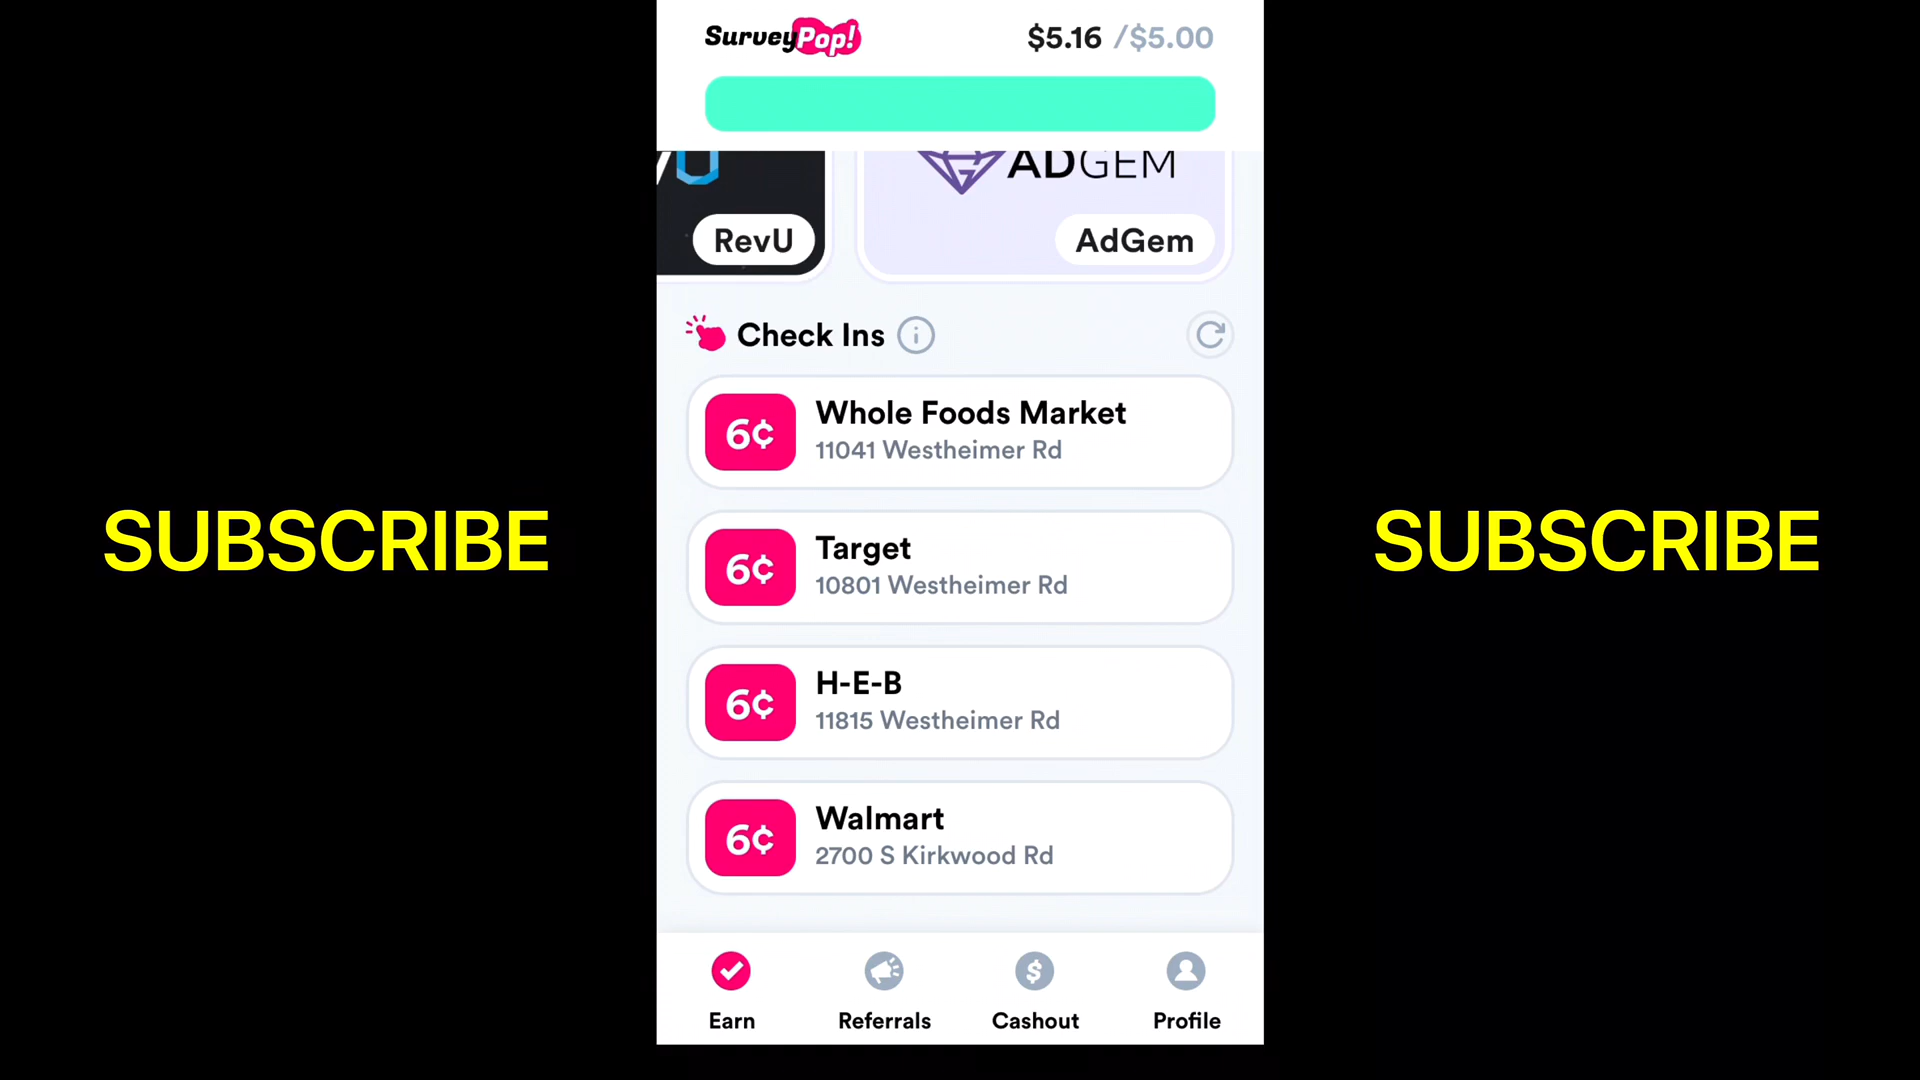 SurveyPop!
$5.16 /$5.00
ADGEM
RevU
AdGem
Check Ins
6¢
Whole Foods Market
11041 Westheimer Rd
6¢
Target
10801 Westheimer Rd
SUBSCRIBE
SUBSCRIBE
6¢
H-E-B
11815 Westheimer Rd
6¢
Walmart
2700 S Kirkwood Rd
Earn
Referrals
Cashout
Profile